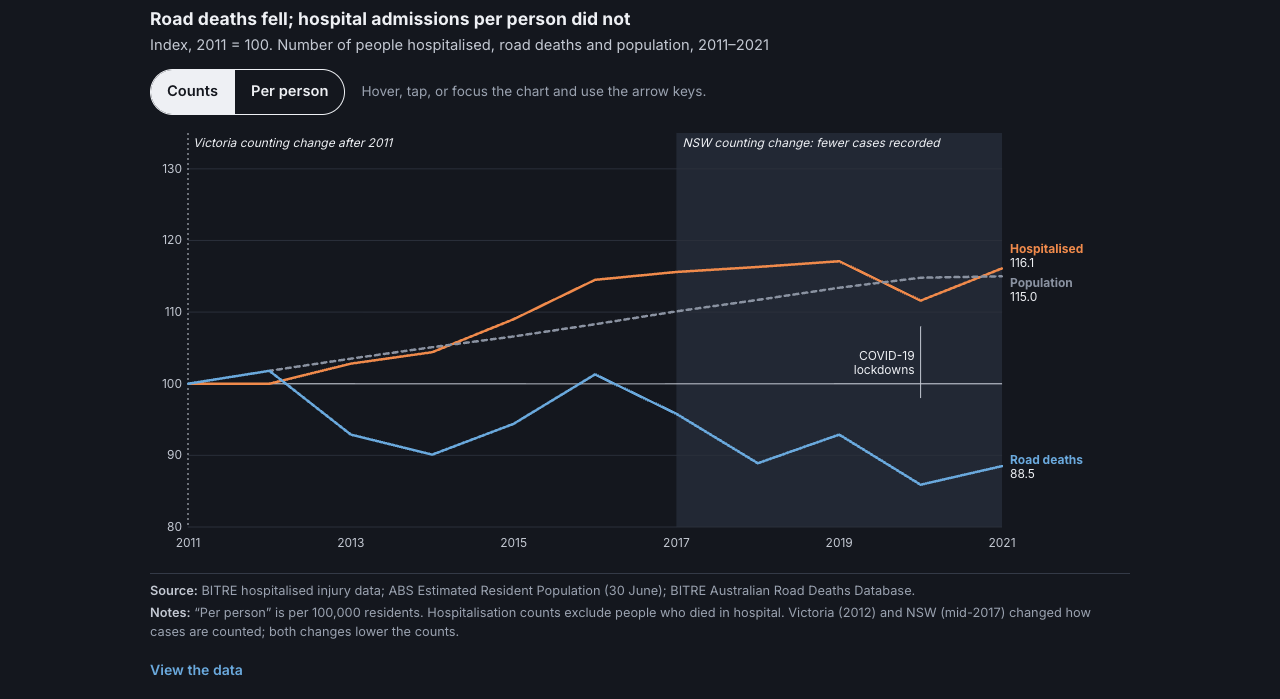 Road deaths fell; hospital admissions per person did not
Index, 2011 = 100. Number of people hospitalised, road deaths and population, 2011–2021
Counts
Per person
Hover, tap, or focus the chart and use the arrow keys.
Victoria counting change after 2011
NSW counting change: fewer cases recorded
130
120
110
100
90
80
Hospitalised
116.1
Population
115.0
COVID-19
lockdowns
Road deaths
88.5
2011
2013
2015
2017
2019
2021
Source: BITRE hospitalised injury data; ABS Estimated Resident Population (30 June); BITRE Australian Road Deaths Database.
Notes: “Per person” is per 100,000 residents. Hospitalisation counts exclude people who died in hospital. Victoria (2012) and NSW (mid-2017) changed how
cases are counted; both changes lower the counts.
View the data